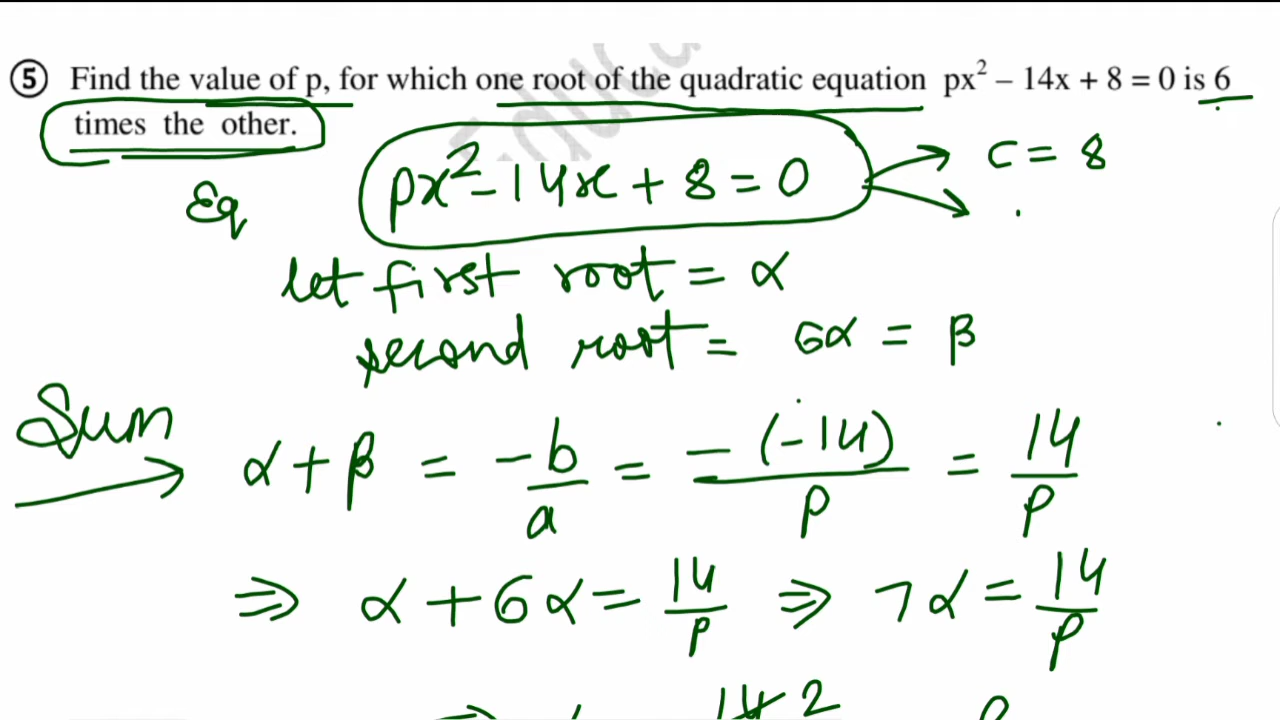 ⑤ Find the value of p, for which one root of the quadratic equation px² – 14x + 8 = 0 is 6
times the other.
Eq px² - 14x + 8 = 0 c = 8
let first root = α
second root = 6α = β
Sum
α + β = -b/a = -(-14)/p = 14/p
⇒ α + 6α = 14/p ⇒ 7α = 14/p
14 2